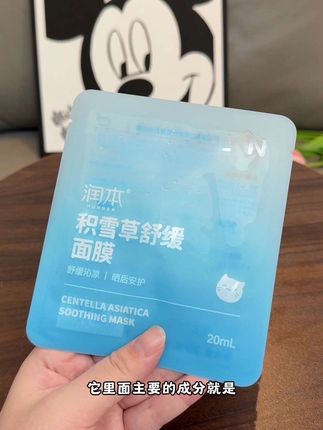 润本®
积雪草舒缓
面膜
舒缓沁凉 | 晒后安护
CENTELLA ASIATICA
SOOTHING MASK
20mL
它里面主要的成分就是